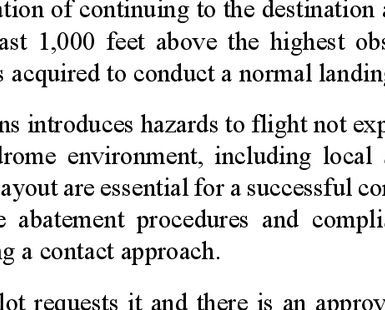 ation of continuing to the destination a
ast 1,000 feet above the highest obs
s acquired to conduct a normal landing
ns introduces hazards to flight not exp
drome environment, including local
ayout are essential for a successful con
e abatement procedures and complia
ng a contact approach.
lot requests it and there is an approv